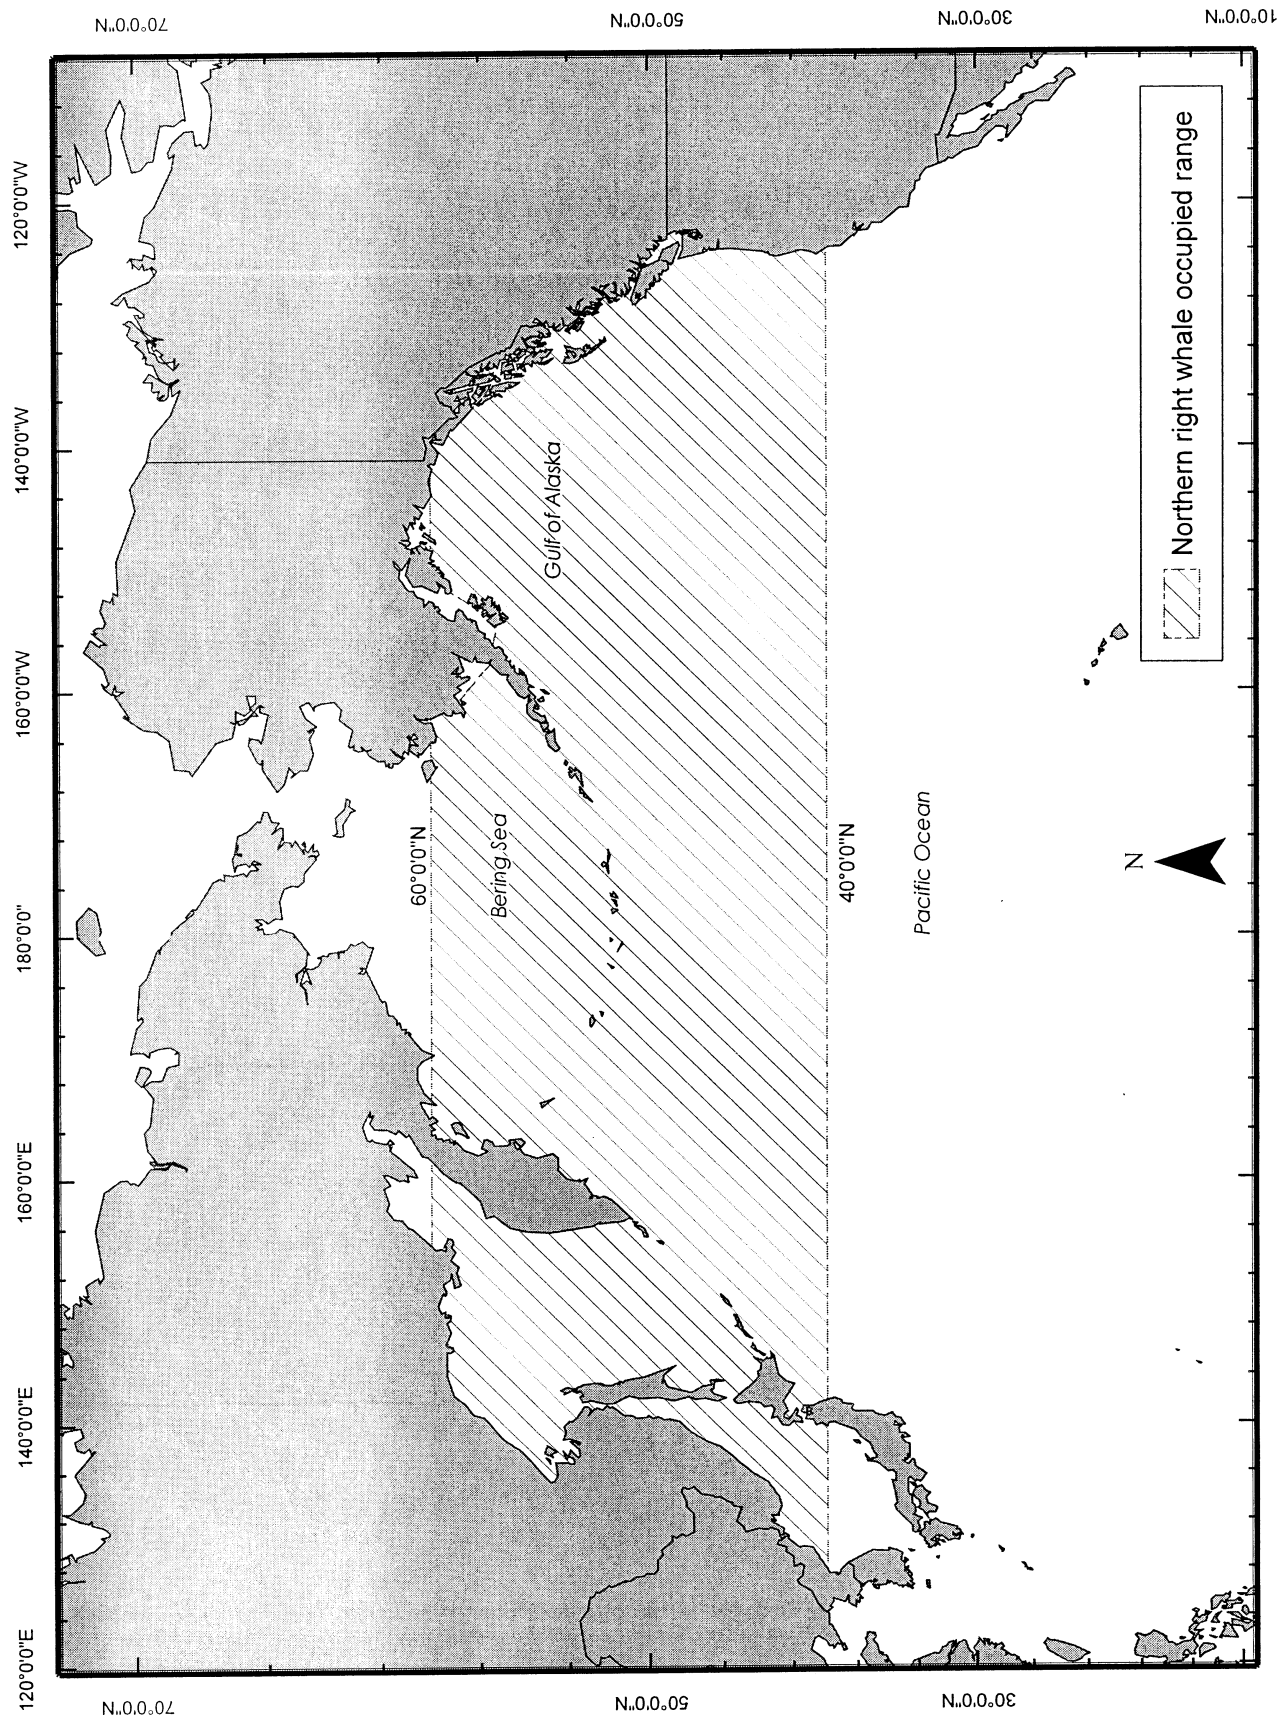 120°0'0"E
140°0'0"E
160°0'0"E
180°0'0"
160°0'0"W
140°0'0"W
120°0'0"W
70°0'0"N
70°0'0"N
60°0'0"N
Bering Sea
Gulf of Alaska
50°0'0"N
50°0'0"N
40°0'0"N
Pacific Ocean
30°0'0"N
30°0'0"N
N
Northern right whale occupied range
10°0'0"N